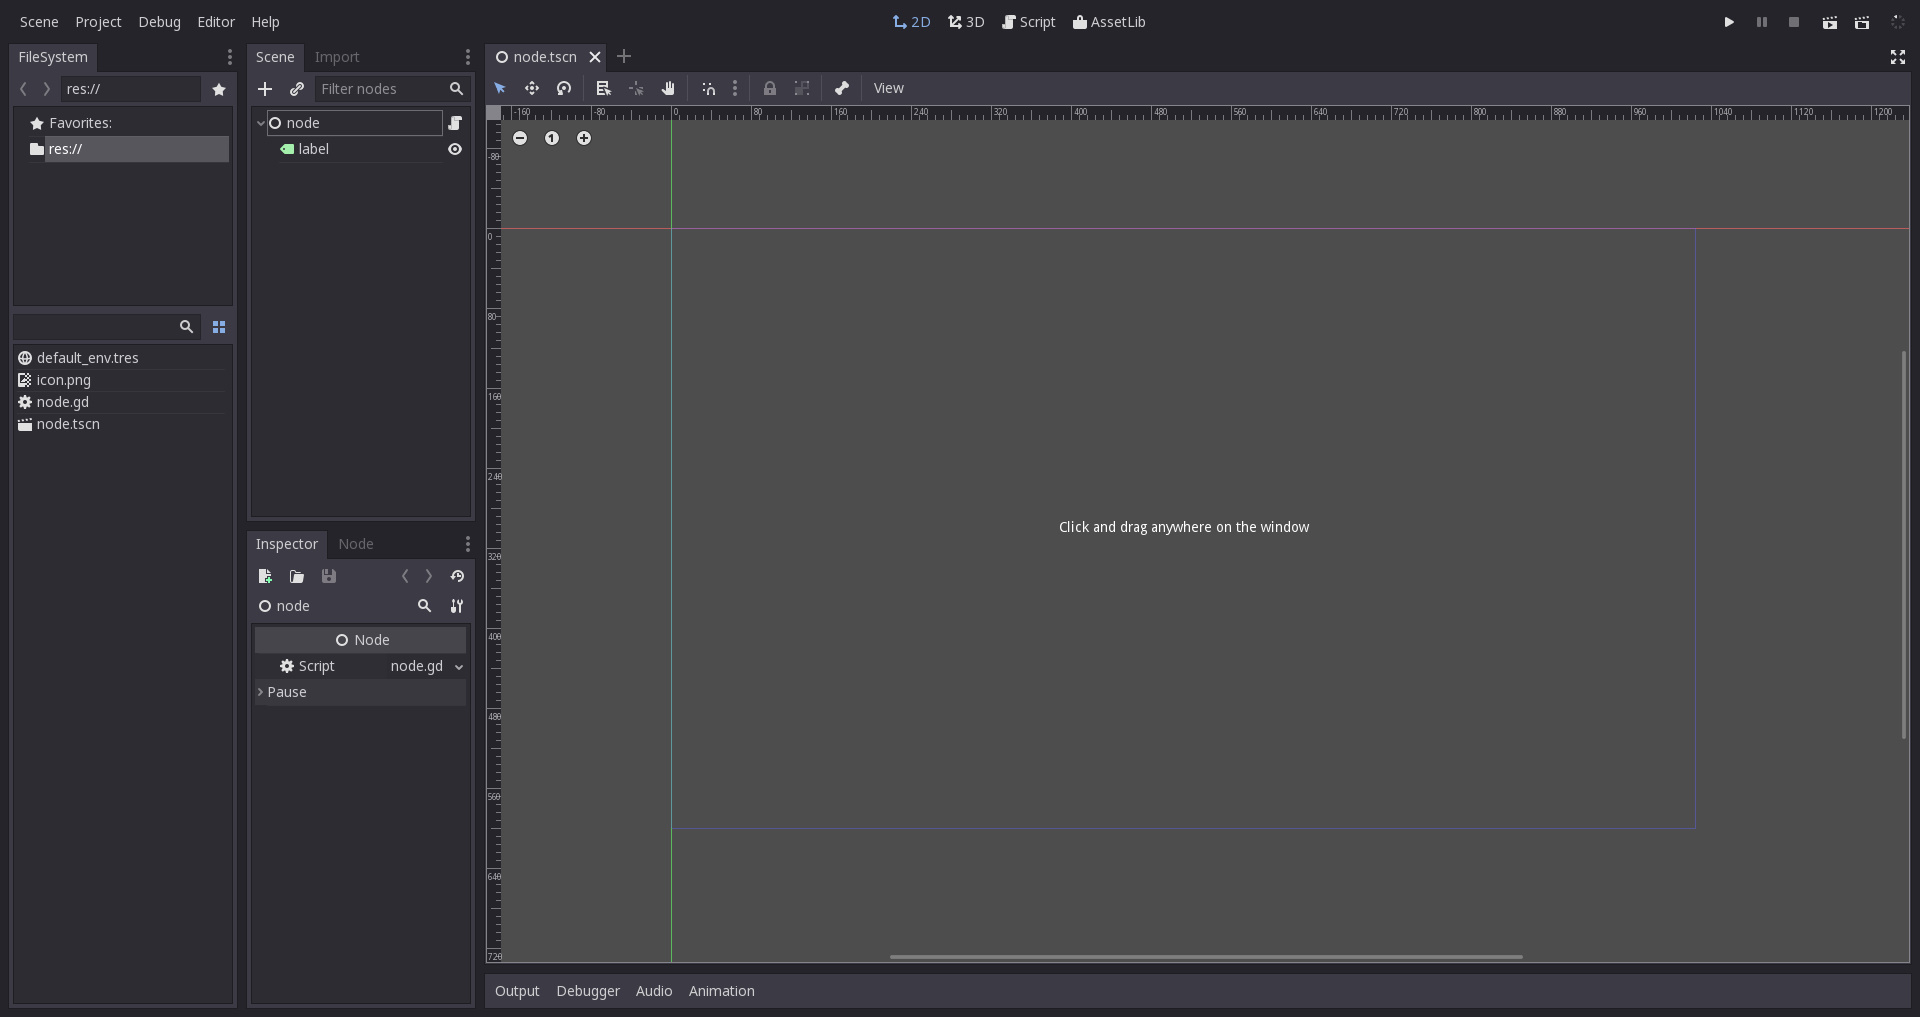 Scene Project Debug Editor Help 2D 3D Script AssetLib
FileSystem
res://
Favorites:
res://
default_env.tres
icon.png
node.gd
node.tscn
Scene Import
Filter nodes
node
label
Inspector Node
node
Node
Script node.gd
Pause
node.tscn
View
-160 -80 0 80 160 240 320 400 480 560 640 720 800 880 960 1040 1120 1200
1
-80
0
80
160
240
320
400
480
560
640
720
Click and drag anywhere on the window
Output Debugger Audio Animation